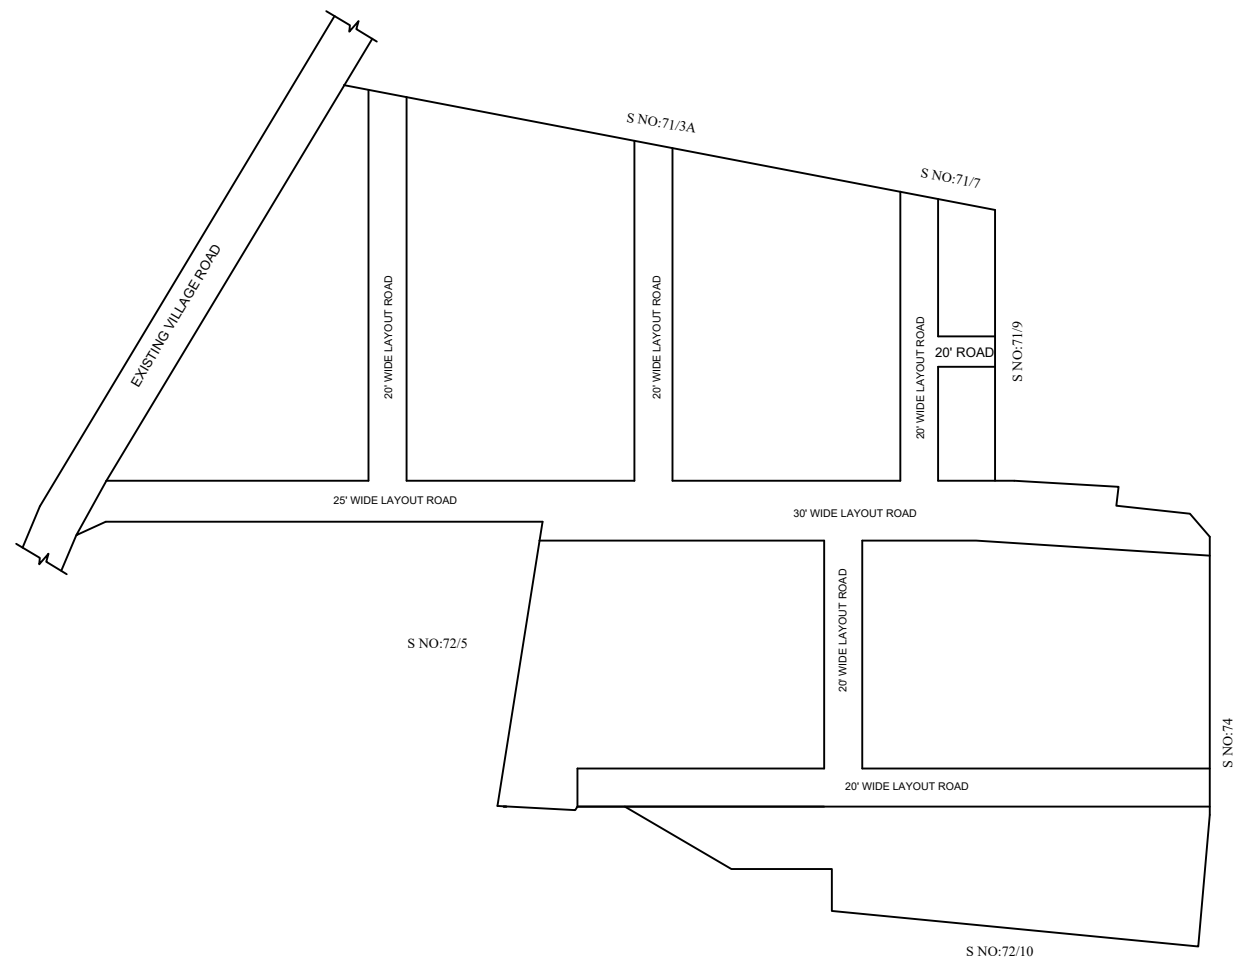 S NO:71/3A
S NO:71/7
EXISTING VILLAGE ROAD
20' WIDE LAYOUT ROAD
20' WIDE LAYOUT ROAD
20' WIDE LAYOUT ROAD
20' ROAD
S NO:71/9
25' WIDE LAYOUT ROAD
30' WIDE LAYOUT ROAD
S NO:72/5
20' WIDE LAYOUT ROAD
S NO:74
20' WIDE LAYOUT ROAD
S NO:72/10